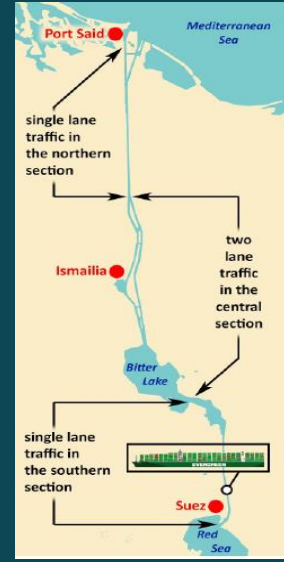 Port Said
Mediterranean
Sea
single lane
traffic in
the northern
section
two
lane
traffic
in the
central
section
Ismailia
Bitter
Lake
single lane
traffic in
the southern
section
EVERGREEN
Suez
Red
Sea